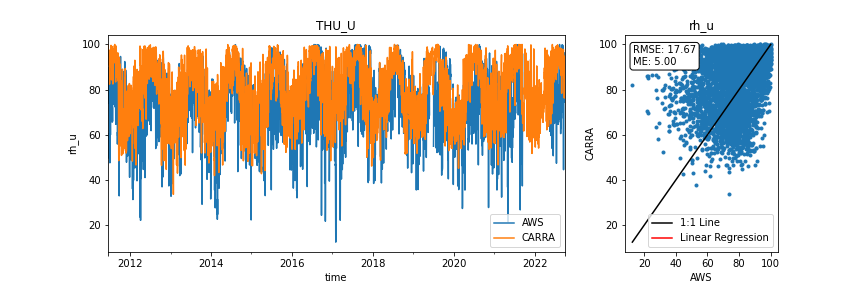 THU_U
rh_u
100
80
60
40
20
rh_u
2012
2014
2016
2018
2020
2022
time
AWS
CARRA
rh_u
RMSE: 17.67
ME: 5.00
100
80
60
40
20
CARRA
20
40
60
80
100
AWS
1:1 Line
Linear Regression